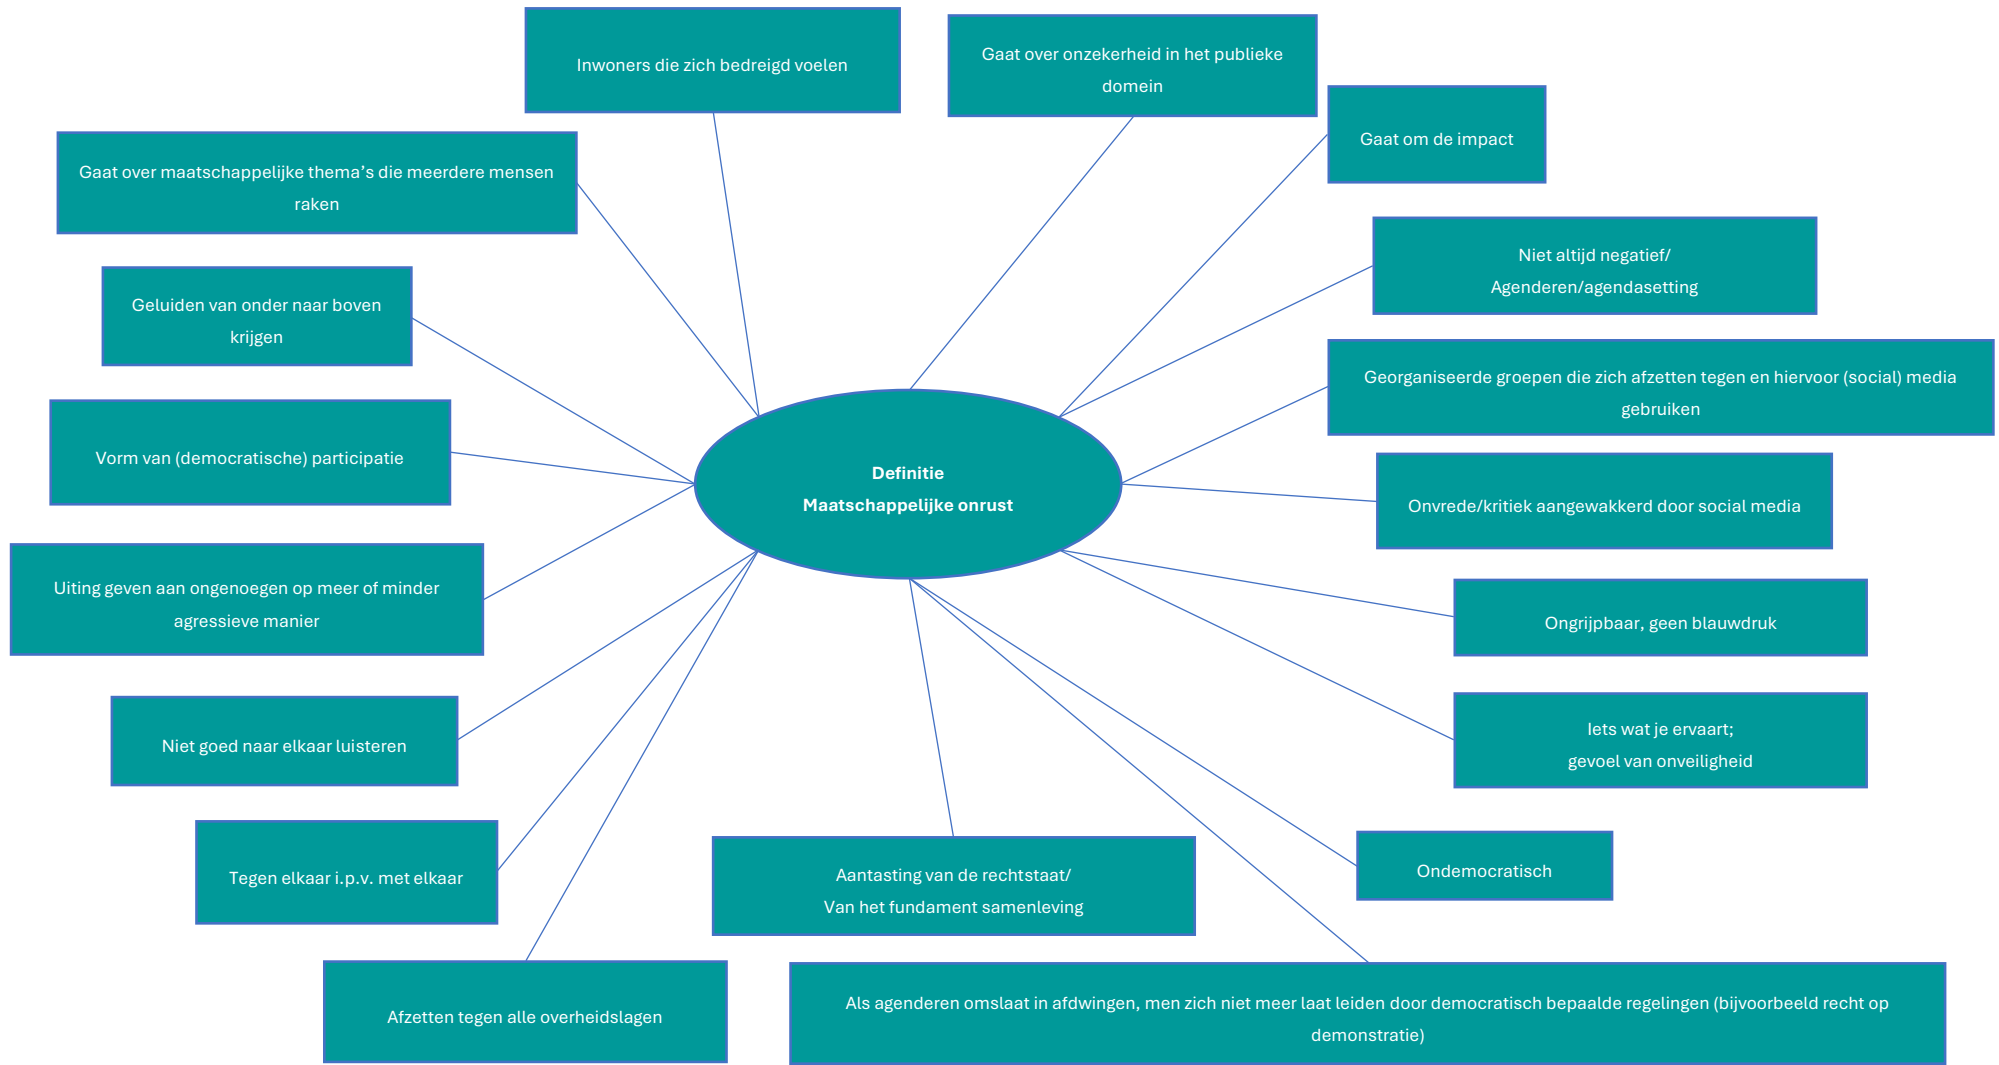 Inwoners die zich bedreigd voelen
Gaat over onzekerheid in het publieke
domein
Gaat om de impact
Gaat over maatschappelijke thema’s die meerdere mensen
raken
Niet altijd negatief/
Agenderen/agendasetting
Geluiden van onder naar boven
krijgen
Georganiseerde groepen die zich afzetten tegen en hiervoor (social) media
gebruiken
Vorm van (democratische) participatie
Definitie
Maatschappelijke onrust
Onvrede/kritiek aangewakkerd door social media
Uiting geven aan ongenoegen op meer of minder
agressieve manier
Ongrijpbaar, geen blauwdruk
Niet goed naar elkaar luisteren
Iets wat je ervaart;
gevoel van onveiligheid
Tegen elkaar i.p.v. met elkaar
Aantasting van de rechtstaat/
Van het fundament samenleving
Ondemocratisch
Afzetten tegen alle overheidslagen
Als agenderen omslaat in afdwingen, men zich niet meer laat leiden door democratisch bepaalde regelingen (bijvoorbeeld recht op
demonstratie)